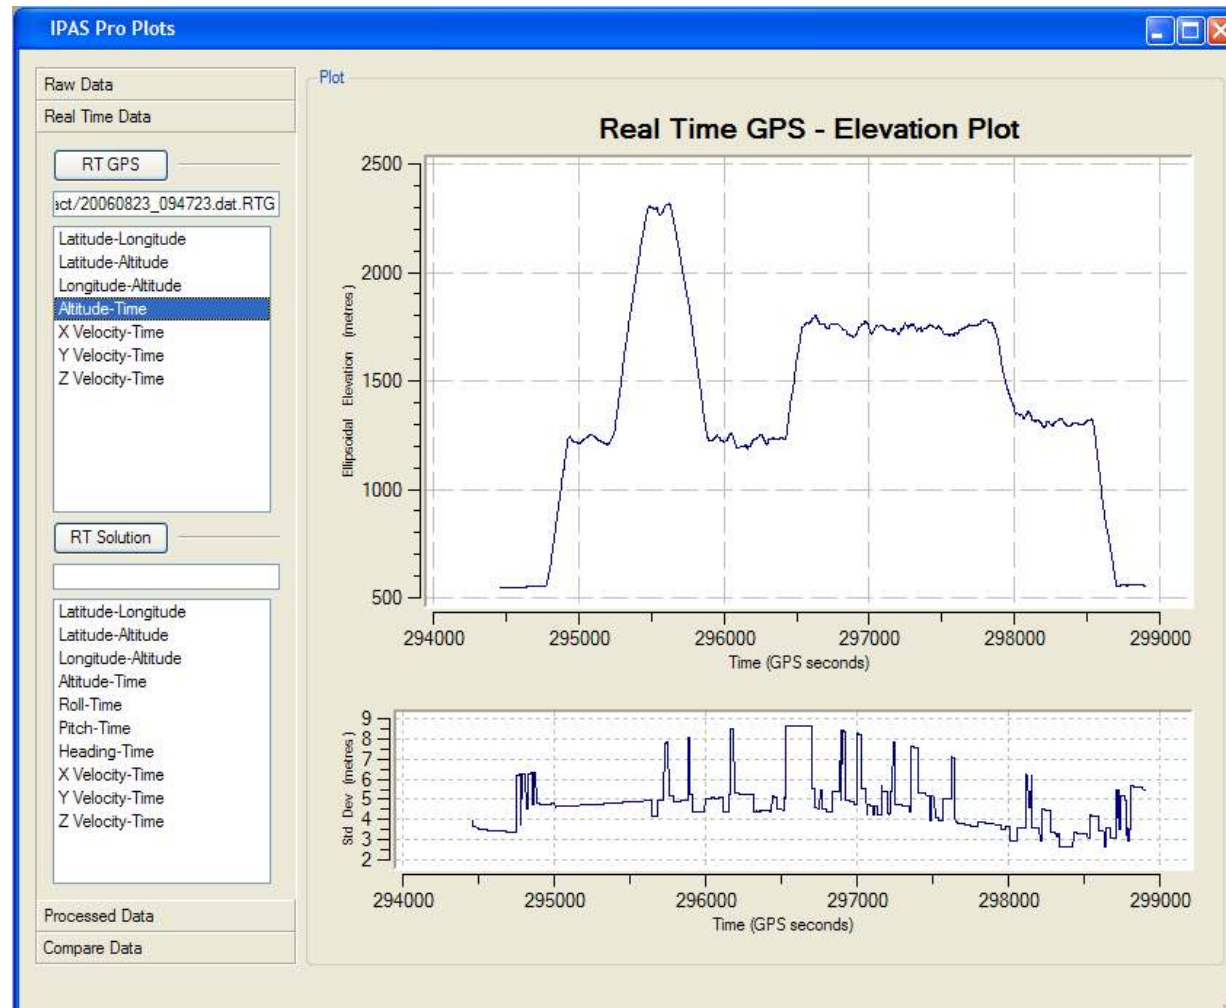 IPAS Pro Plots
Raw Data
Real Time Data
RT GPS
act/20060823_094723.dat.RTG
Latitude-Longitude
Latitude-Altitude
Longitude-Altitude
Altitude-Time
X Velocity-Time
Y Velocity-Time
Z Velocity-Time
RT Solution
Latitude-Longitude
Latitude-Altitude
Longitude-Altitude
Altitude-Time
Roll-Time
Pitch-Time
Heading-Time
X Velocity-Time
Y Velocity-Time
Z Velocity-Time
Processed Data
Compare Data
Plot
Real Time GPS - Elevation Plot
Ellipsoidal Elevation (metres)
2500
2000
1500
1000
500
294000 295000 296000 297000 298000 299000
Time (GPS seconds)
Std Dev (metres)
9
8
7
6
5
4
3
2
294000 295000 296000 297000 298000 299000
Time (GPS seconds)